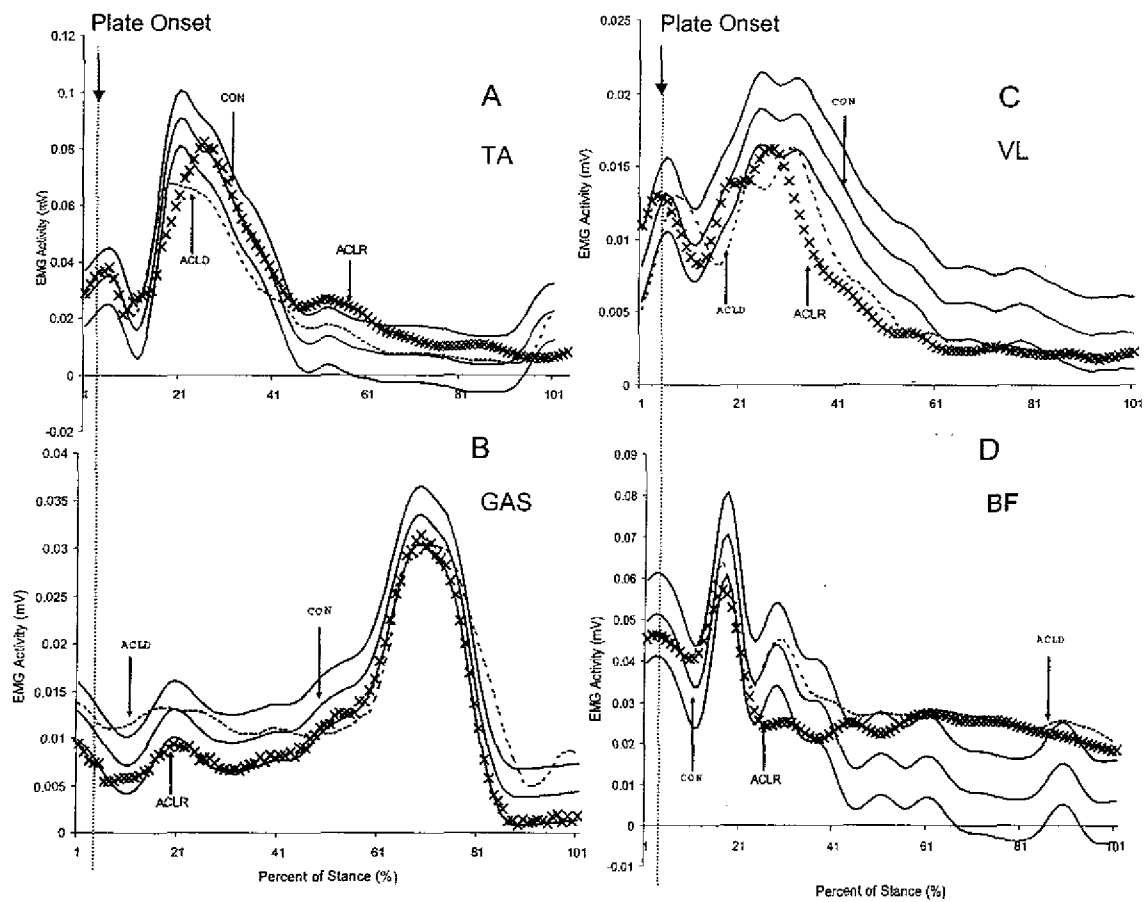 Plate Onset
0.12
0.1
0.08
0.06
0.04
0.02
0
-0.02
EMG Activity (mV)
A
TA
CON
ACLD
ACLR
21
41
61
81
101
Plate Onset
0.025
0.02
0.015
0.01
0.005
0
EMG Activity (mV)
C
VL
CON
ACLD
ACLR
1
21
41
61
81
101
0.04
0.035
0.03
0.025
0.02
0.015
0.01
0.005
0
EMG Activity (mV)
B
GAS
ACLD
CON
ACLR
1
21
41
61
81
101
Percent of Stance (%)
0.09
0.08
0.07
0.06
0.05
0.04
0.03
0.02
0.01
0
-0.01
EMG Activity (mV)
D
BF
ACLD
CON
ACLR
1
21
41
61
81
101
Percent of Stance (%)